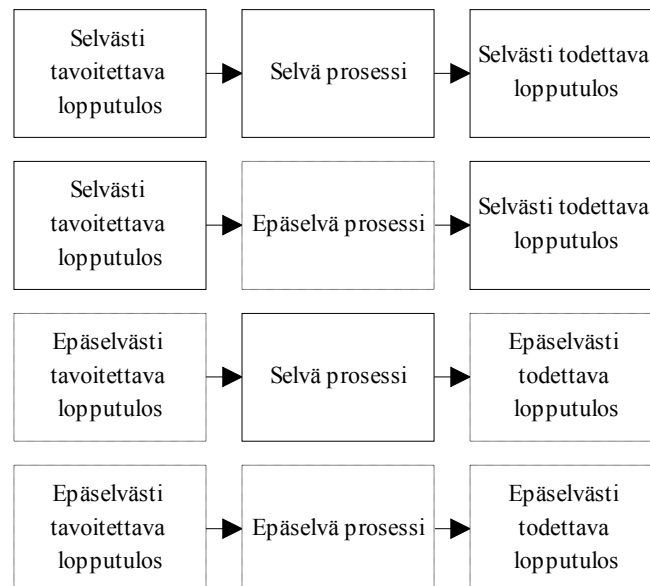 Selvästi
tavoitettava
lopputulos
Selvä prosessi
Selvästi todettava
lopputulos
Selvästi
tavoitettava
lopputulos
Epäselvä prosessi
Selvästi todettava
lopputulos
Epäselvästi
tavoitettava
lopputulos
Selvä prosessi
Epäselvästi
todettava
lopputulos
Epäselvästi
tavoitettava
lopputulos
Epäselvä prosessi
Epäselvästi
todettava
lopputulos